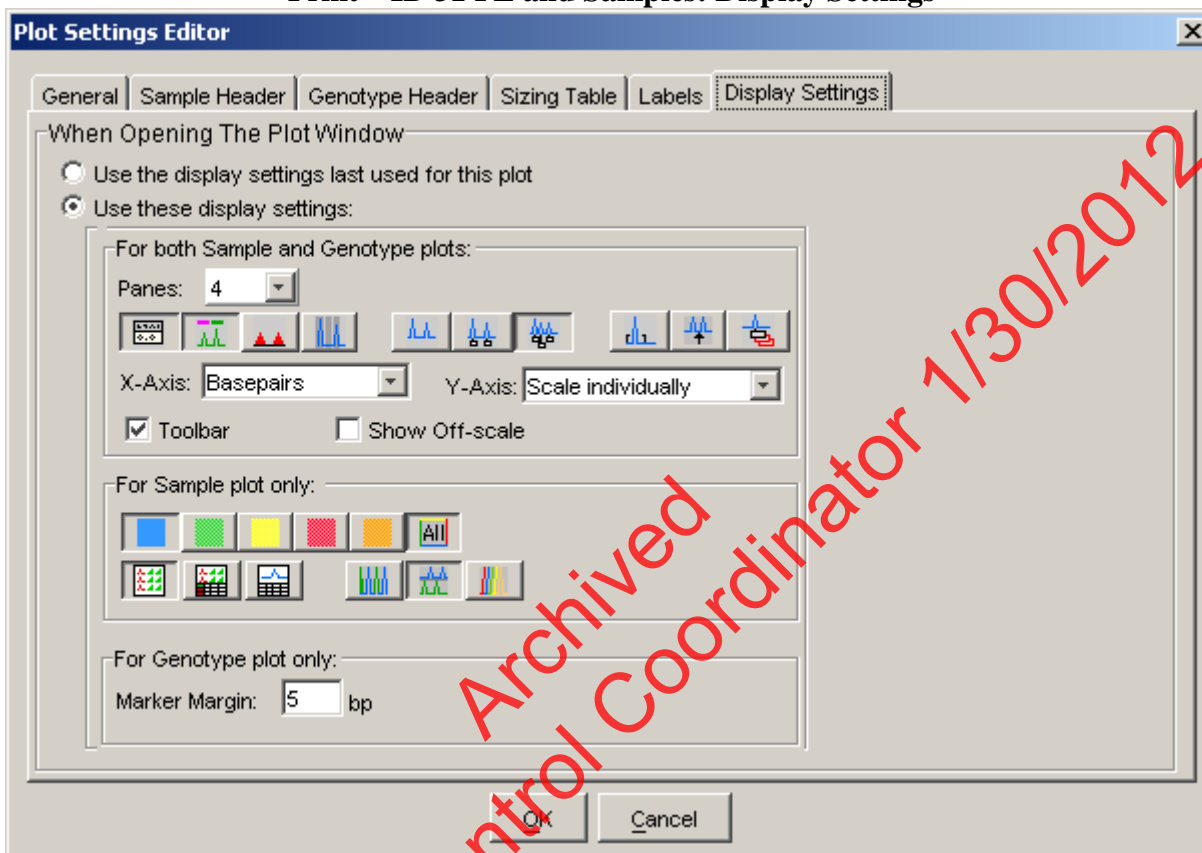 Plot Settings Editor
General Sample Header Genotype Header Sizing Table Labels Display Settings
When Opening The Plot Window
Use the display settings last used for this plot
Use these display settings:
For both Sample and Genotype plots:
Panes: 4
X-Axis: Basepairs Y-Axis: Scale individually
Toolbar Show Off-scale
For Sample plot only:
All
For Genotype plot only:
Marker Margin: 5 bp
OK Cancel
Archived
Coordinator 1/30/2012